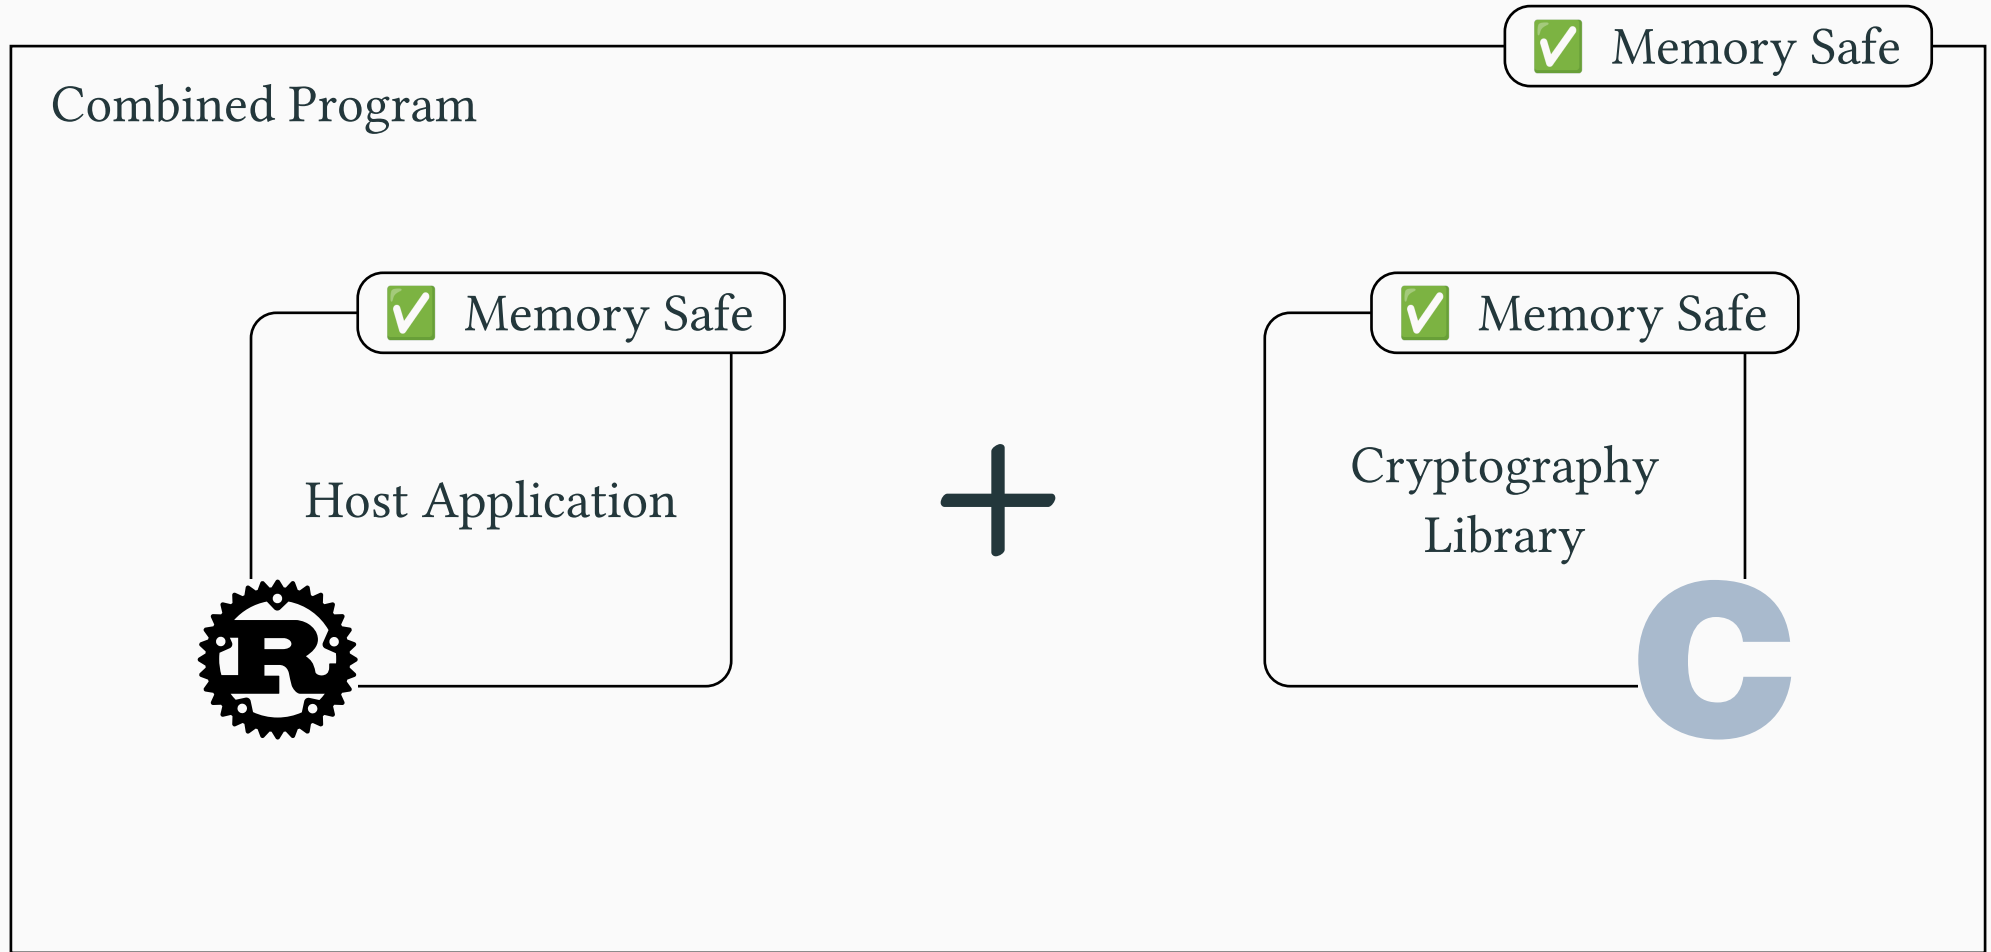 ✅ Memory Safe
Combined Program
✅ Memory Safe
✅ Memory Safe
Host Application
Cryptography
Library
R
C